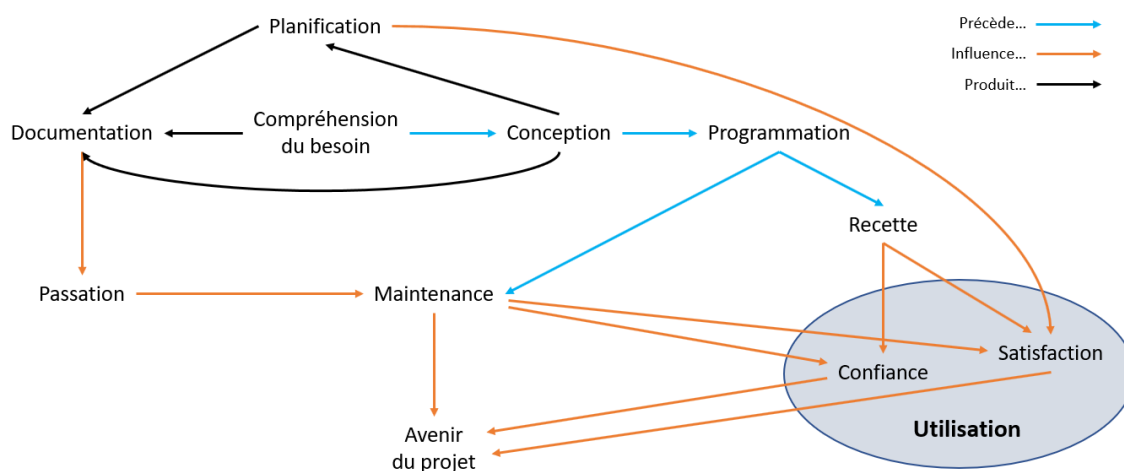 Planification
Précède...
Influence...
Produit...
Documentation
Compréhension
du besoin
Conception
Programmation
Recette
Passation
Maintenance
Confiance
Satisfaction
Utilisation
Avenir
du projet